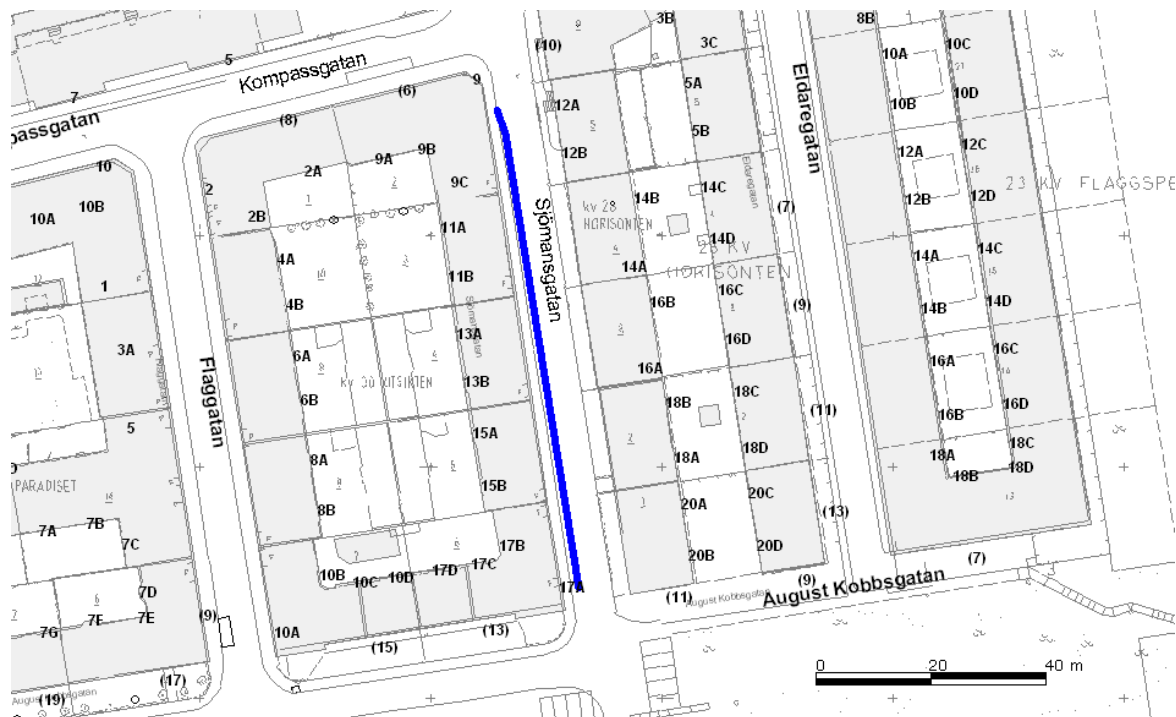 3B
8B
(10)
3C
10A
10C
5
Kompassgatan
Eldaregatan
9
5A
7
(6)
10B
10D
12A
(8)
5B
passgatan
12A
12C
12B
10
9A
9B
2A
14C
2
9C
14B
12B
12D
23 KV FLAGGSPE
10A
10B
2B
11A
Sjömansgatan
kv 28
HORISONTEN
(7)
14D
28 KV
HORISONTEN
14A
14C
4A
14A
11B
1
4B
16B
16C
(9)
14B
14D
13A
3A
6A
16D
16A
16C
Flaggatan
kv 30 KITSIKTEN
13B
16A
6B
18B
18C
(11)
16B
16D
5
15A
8A
18A
18D
18A
18C
18B
18D
PARADISET
15B
20A
20C
7A
7B
8B
(13)
7C
17B
20B
20D
10B
10C
10D
17D
17C
(7)
7D
17A
(9)
August Kobbsgatan
(11)
August Kobbsgatan
7G
7F
7E
(9)
10A
(13)
(15)
0
20
40 m
(17)
August Kobbsgatan
(19)